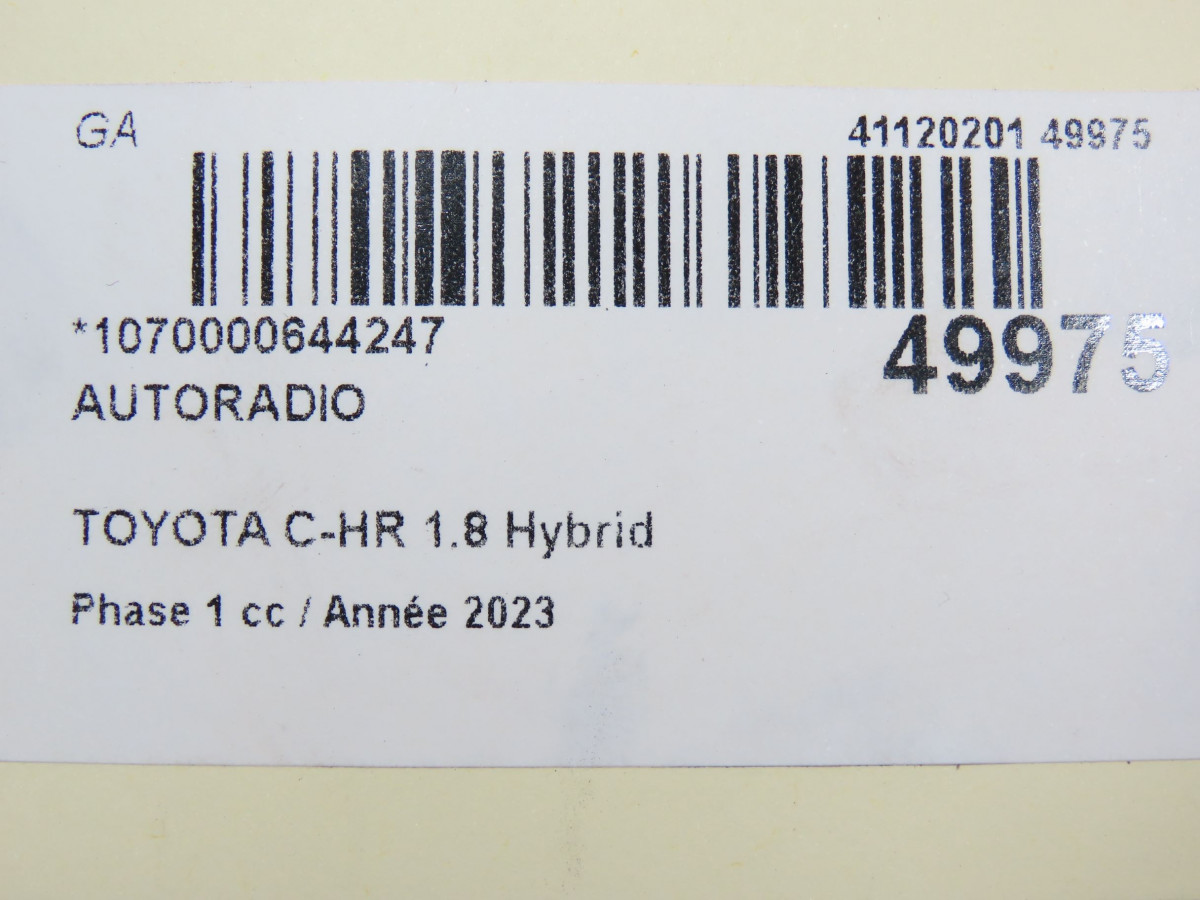 GA 41120201 49975
*1070000644247 49975
AUTORADIO
TOYOTA C-HR 1.8 Hybrid
Phase 1 cc / Année 2023